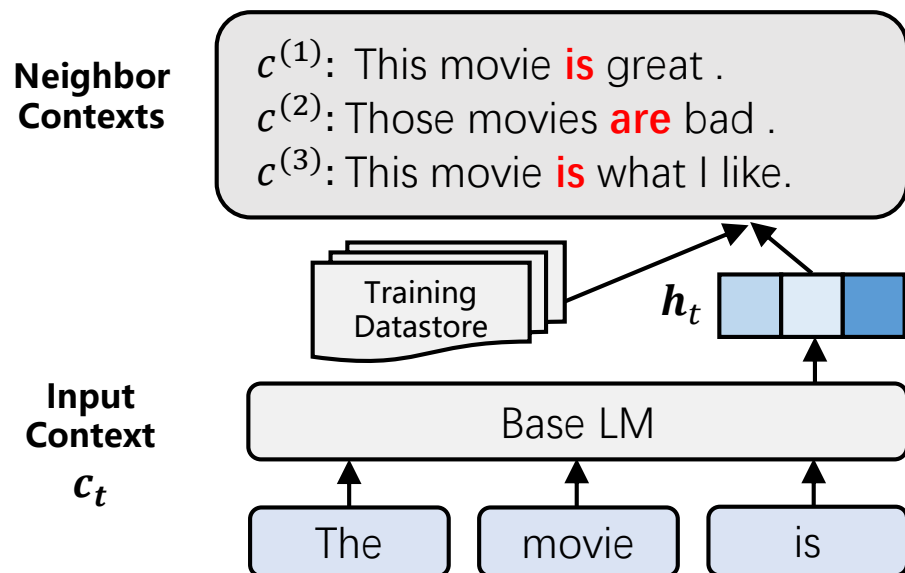 Neighbor
Contexts
c^{(1)}: This movie is great .
c^{(2)}: Those movies are bad .
c^{(3)}: This movie is what I like.
Training
Datastore
h_t
Input
Context
c_t
Base LM
The movie is